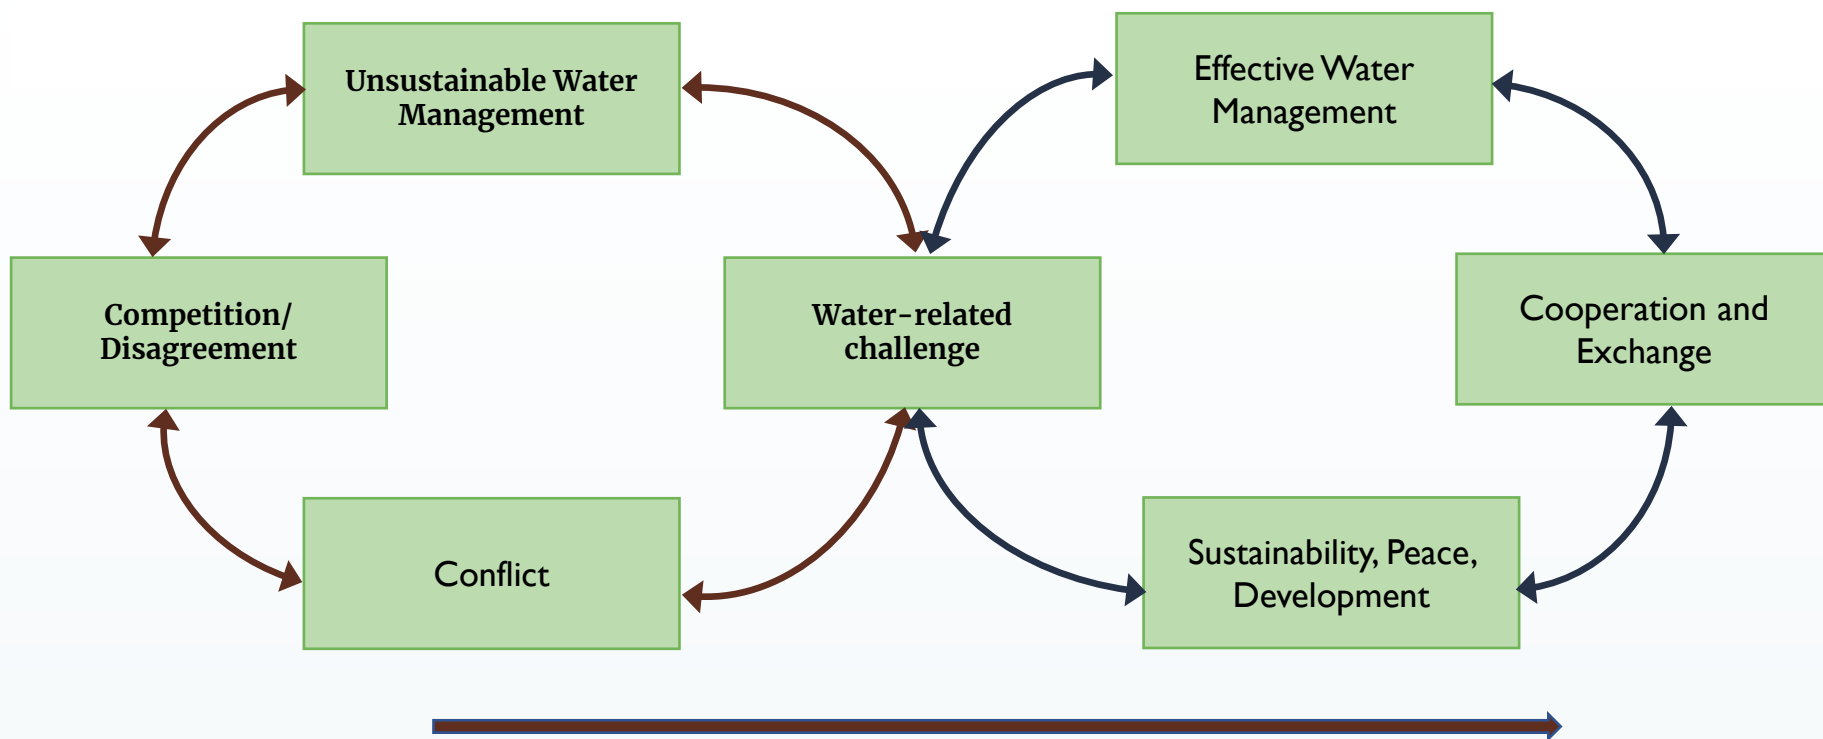 Unsustainable Water
Management
Effective Water
Management
Competition/
Disagreement
Water-related
challenge
Cooperation and
Exchange
Conflict
Sustainability, Peace,
Development